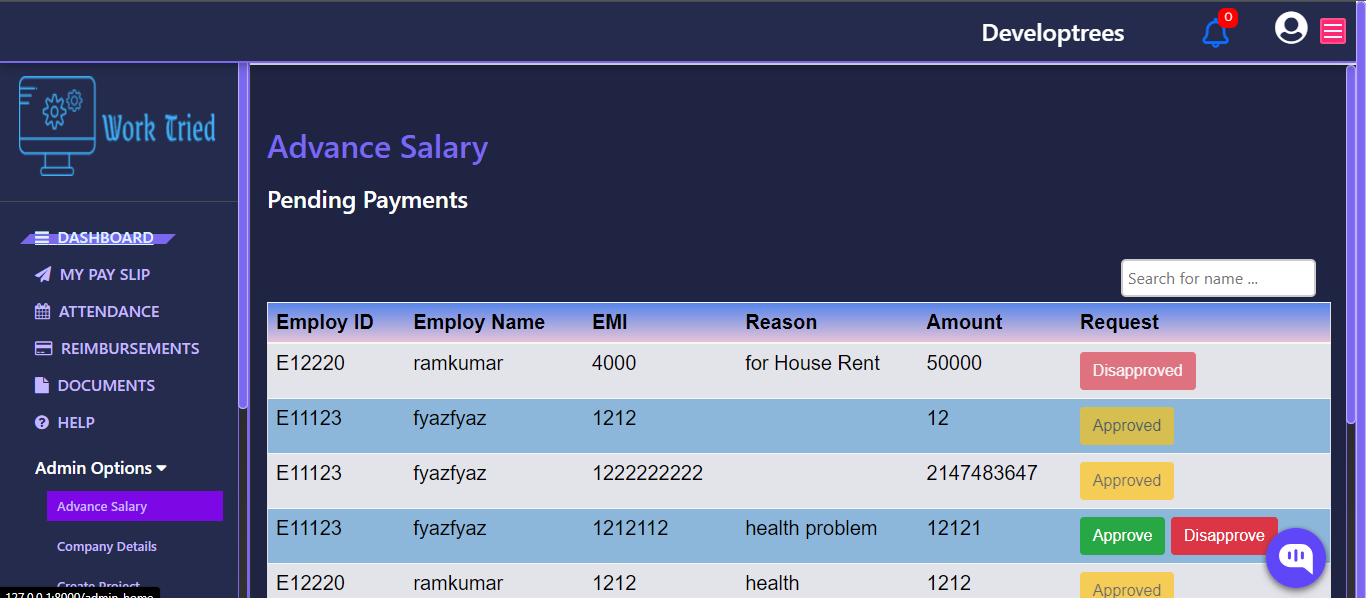 Developtrees
0
Work Tried
DASHBOARD
MY PAY SLIP
ATTENDANCE
REIMBURSEMENTS
DOCUMENTS
HELP
Admin Options
Advance Salary
Company Details
Create Project
127.0.0.1:8000/admin_home
Advance Salary
Pending Payments
Search for name ...
Employ ID Employ Name EMI Reason Amount Request
E12220 ramkumar 4000 for House Rent 50000 Disapproved
E11123 fyazfyaz 1212 12 Approved
E11123 fyazfyaz 1222222222 2147483647 Approved
E11123 fyazfyaz 1212112 health problem 12121 Approve Disapprove
E12220 ramkumar 1212 health 1212 Approved